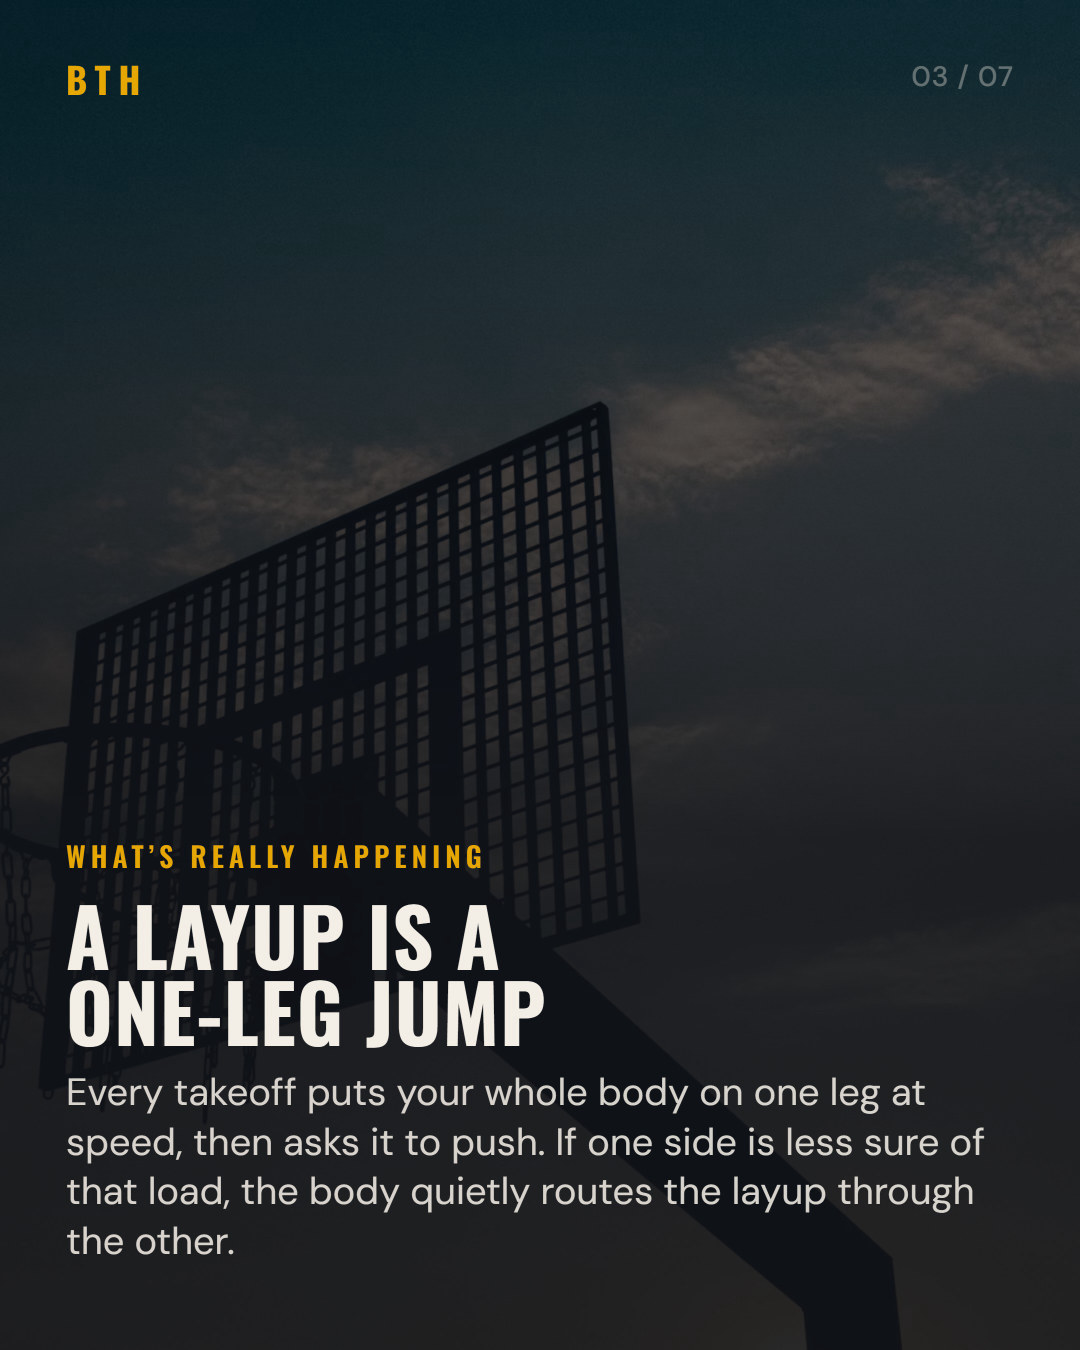 BTH
03 / 07
WHAT’S REALLY HAPPENING
A LAYUP IS A
ONE-LEG JUMP
Every takeoff puts your whole body on one leg at
speed, then asks it to push. If one side is less sure of
that load, the body quietly routes the layup through
the other.